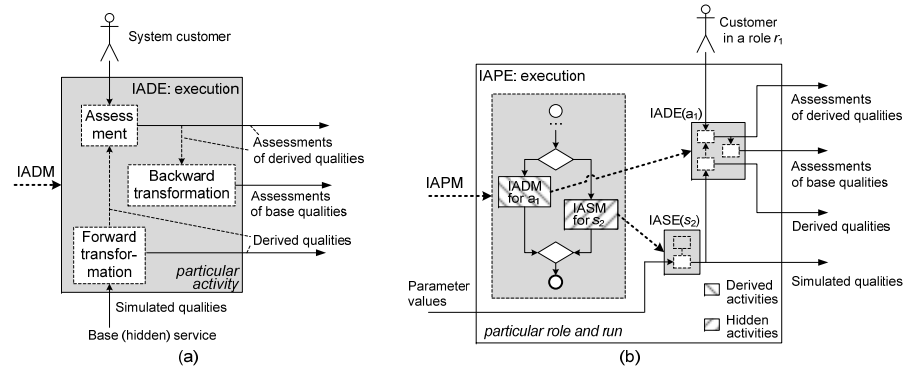 System customer
IADE: execution
Assess
ment
Assessments
of derived qualities
IADM
Backward
transformation
Assessments
of base qualities
Forward
transfor-
mation
Derived qualities
particular
activity
Simulated qualities
Base (hidden) service
(a)
Customer
in a role r1
IAPE: execution
IADE(a1)
...
Assessments
of derived qualities
IAPM
IADM
for a1
Assessments
of base qualities
IASM
for s2
IASE(s2)
Derived qualities
Simulated qualities
Parameter
values
Derived
activities
Hidden
activities
particular role and run
(b)